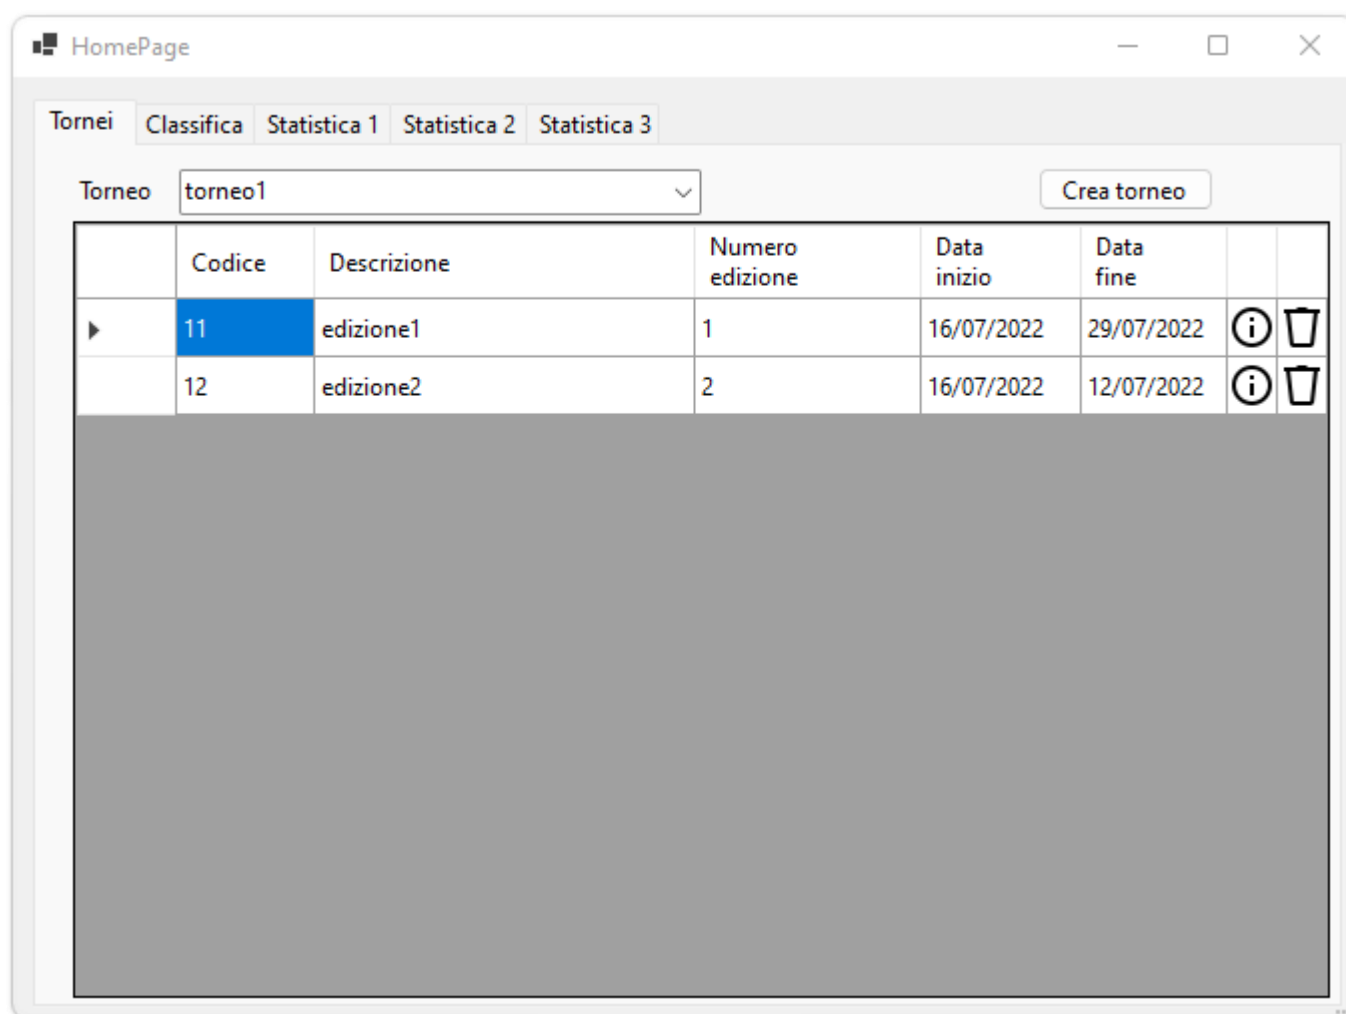 HomePage
Tornei Classifica Statistica 1 Statistica 2 Statistica 3
Torneo torneo1 Crea torneo
Codice Descrizione Numero edizione Data inizio Data fine
11 edizione1 1 16/07/2022 29/07/2022
12 edizione2 2 16/07/2022 12/07/2022